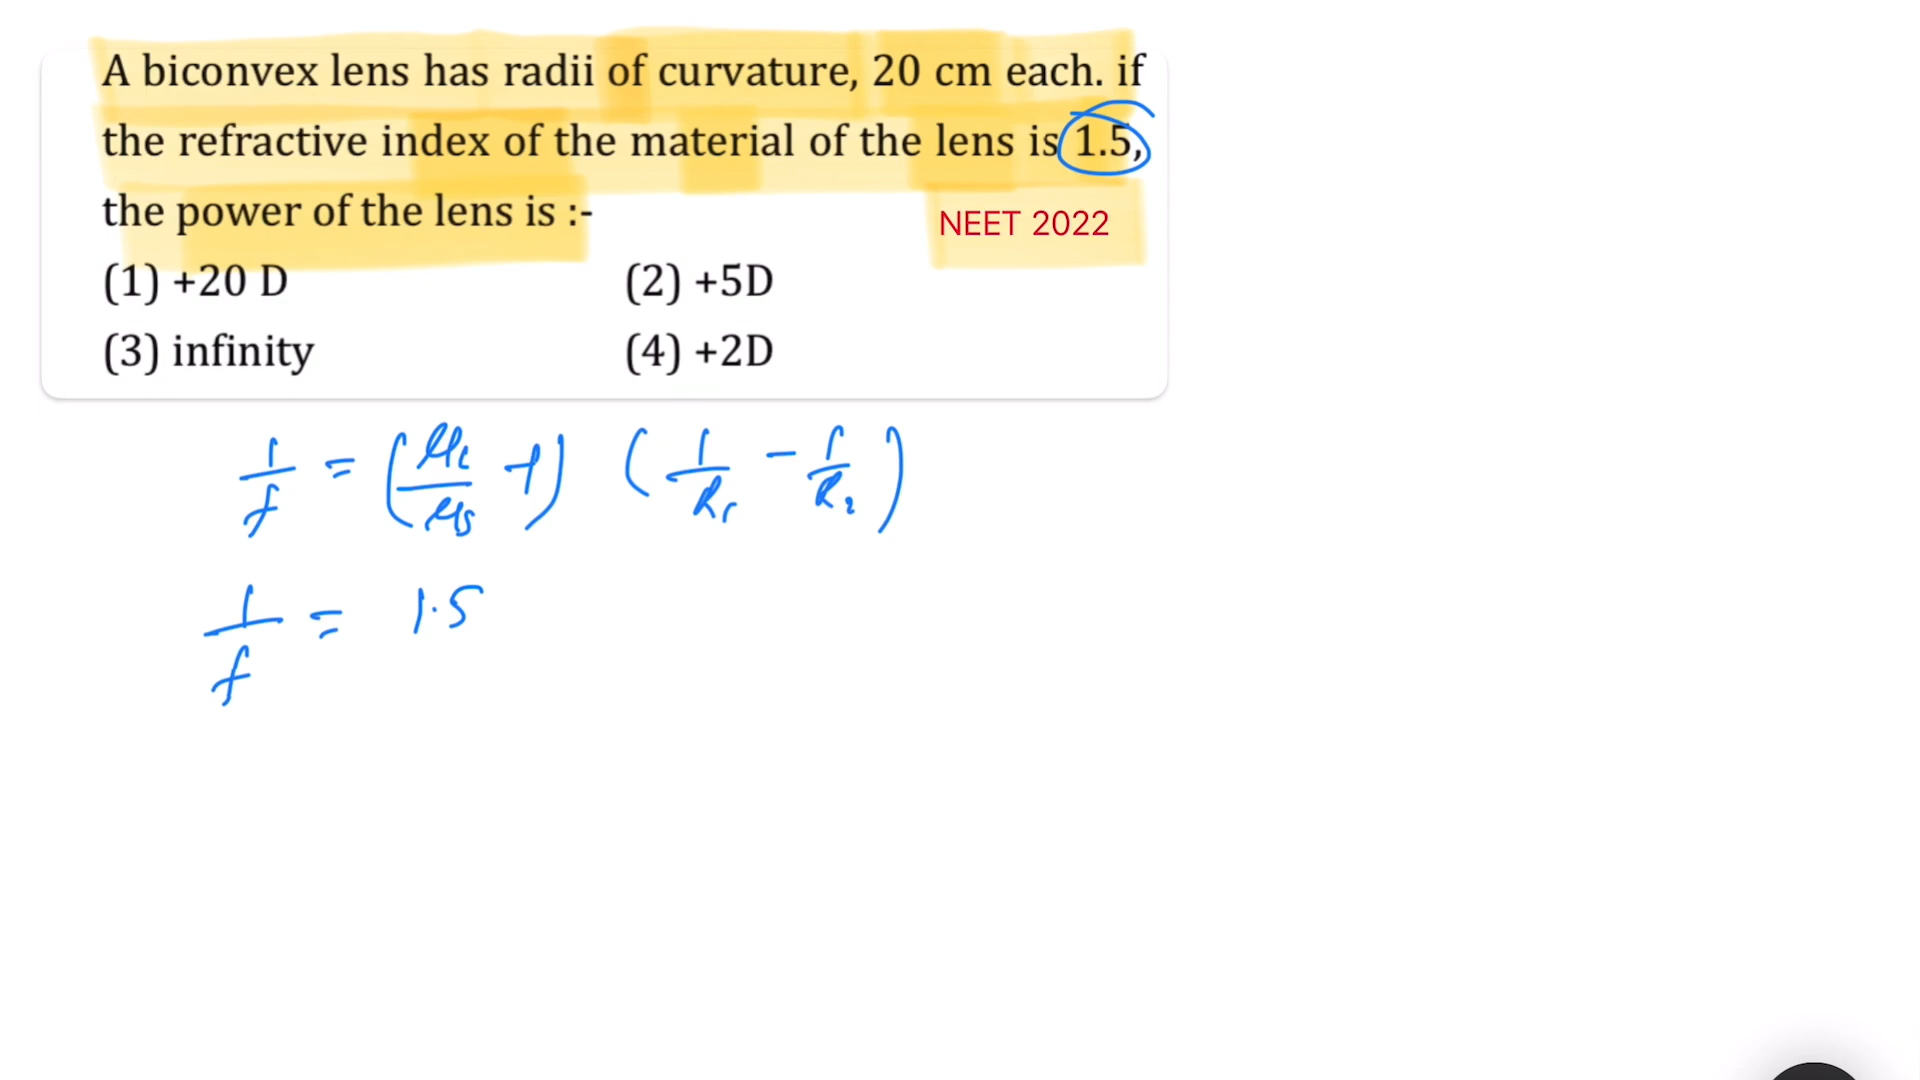 A biconvex lens has radii of curvature, 20 cm each. if
the refractive index of the material of the lens is 1.5,
the power of the lens is :-
NEET 2022
(1) +20 D (2) +5D
(3) infinity (4) +2D
1/f = (μL/μs -1) (1/R1 - 1/R2)
1/f = 1.5